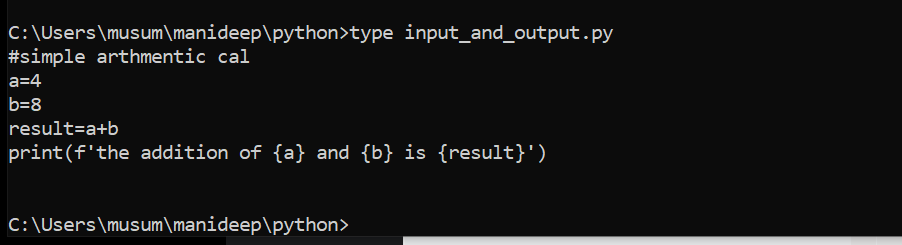 C:\Users\musum\manideep\python>type input_and_output.py
#simple arthmentic cal
a=4
b=8
result=a+b
print(f'the addition of {a} and {b} is {result}')
C:\Users\musum\manideep\python>